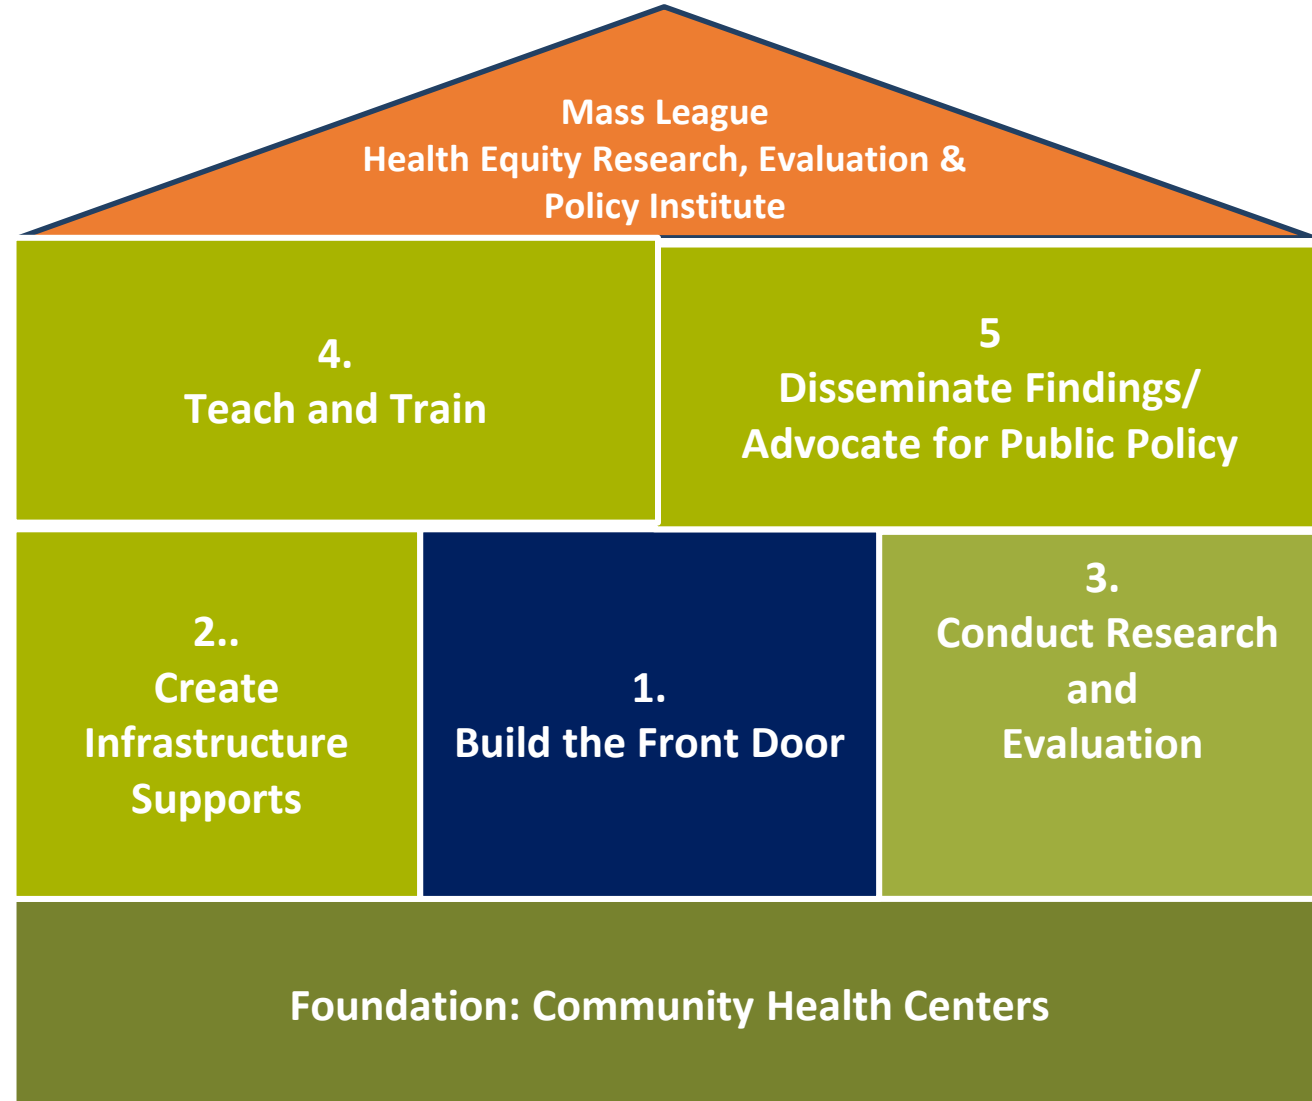 Mass League
Health Equity Research, Evaluation &
Policy Institute
4.
Teach and Train
5
Disseminate Findings/
Advocate for Public Policy
2..
Create
Infrastructure
Supports
1.
Build the Front Door
3.
Conduct Research
and
Evaluation
Foundation: Community Health Centers